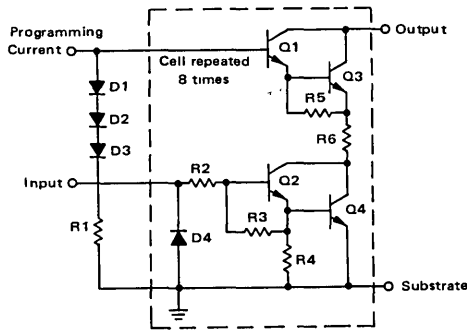 Programming
Current
Output
Q1
Cell repeated
8 times
Q3
D1
R5
D2
R6
D3
R2
Input
Q2
R1
R3
Q4
D4
R4
Substrate